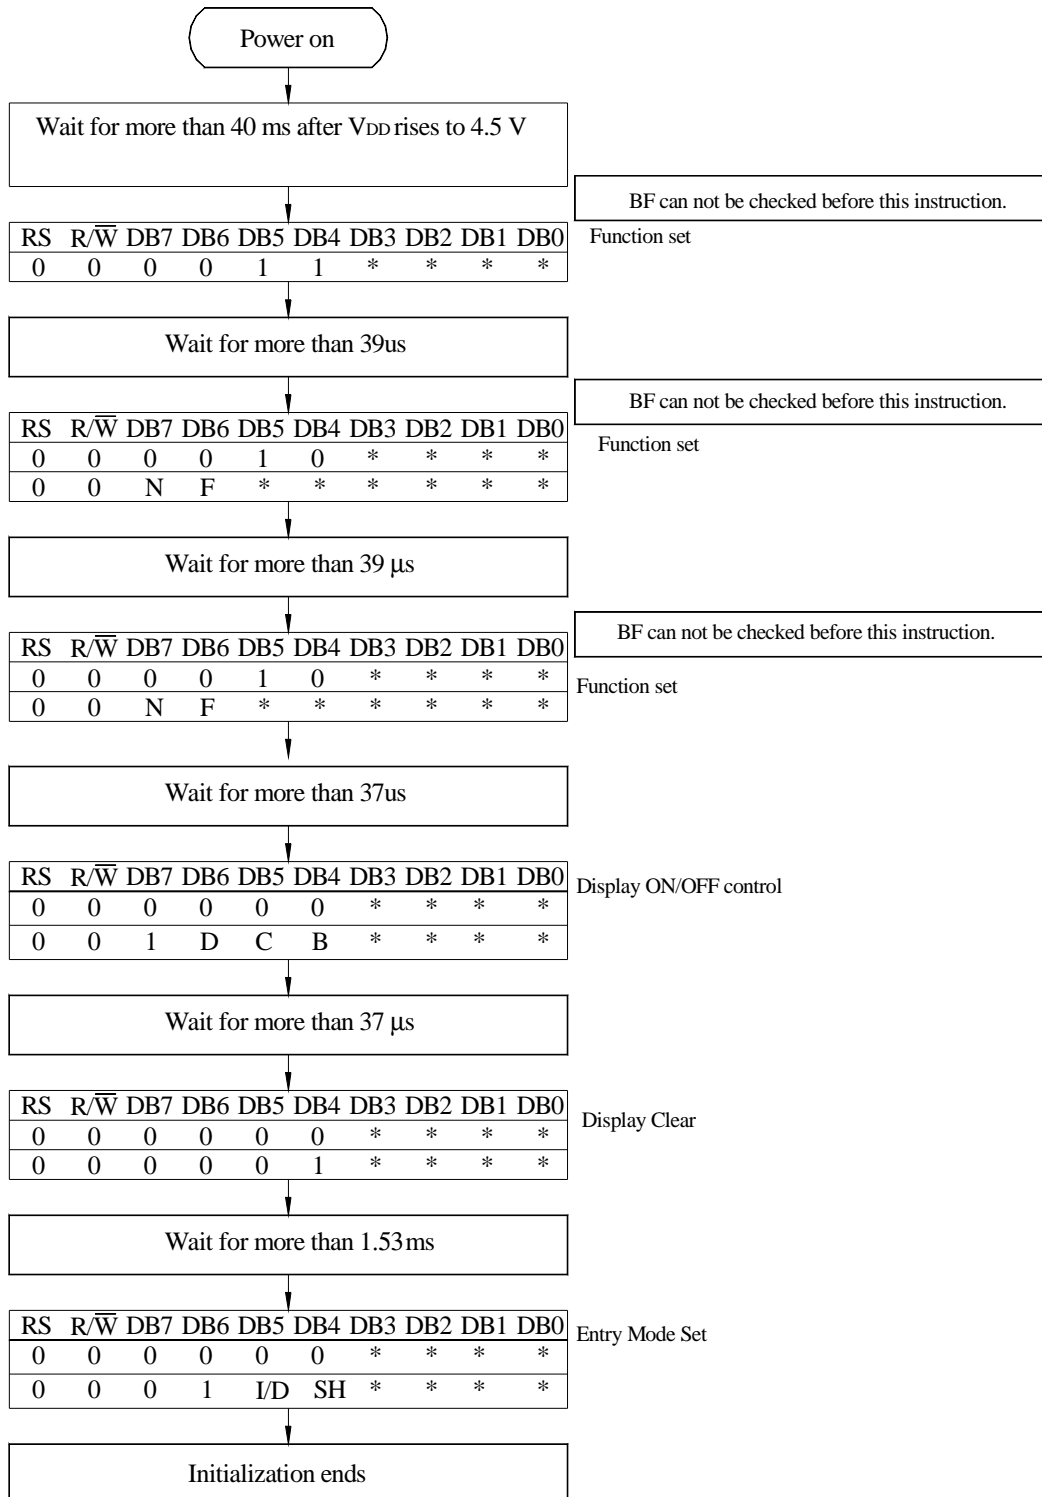 Power on
Wait for more than 40 ms after VDD rises to 4.5 V
BF can not be checked before this instruction.
RS R/W̅ DB7 DB6 DB5 DB4 DB3 DB2 DB1 DB0
Function set
0 0 0 0 1 1 * * * *
Wait for more than 39us
BF can not be checked before this instruction.
RS R/W̅ DB7 DB6 DB5 DB4 DB3 DB2 DB1 DB0
Function set
0 0 0 0 1 0 * * * *
0 0 N F * * * * * *
Wait for more than 39 μs
BF can not be checked before this instruction.
RS R/W̅ DB7 DB6 DB5 DB4 DB3 DB2 DB1 DB0
0 0 0 0 1 0 * * * *
Function set
0 0 N F * * * * * *
Wait for more than 37us
RS R/W̅ DB7 DB6 DB5 DB4 DB3 DB2 DB1 DB0
Display ON/OFF control
0 0 0 0 0 0 * * * *
0 0 1 D C B * * * *
Wait for more than 37 μs
RS R/W̅ DB7 DB6 DB5 DB4 DB3 DB2 DB1 DB0
Display Clear
0 0 0 0 0 0 * * * *
0 0 0 0 0 1 * * * *
Wait for more than 1.53ms
RS R/W̅ DB7 DB6 DB5 DB4 DB3 DB2 DB1 DB0
Entry Mode Set
0 0 0 0 0 0 * * * *
0 0 0 1 I/D SH * * * *
Initialization ends